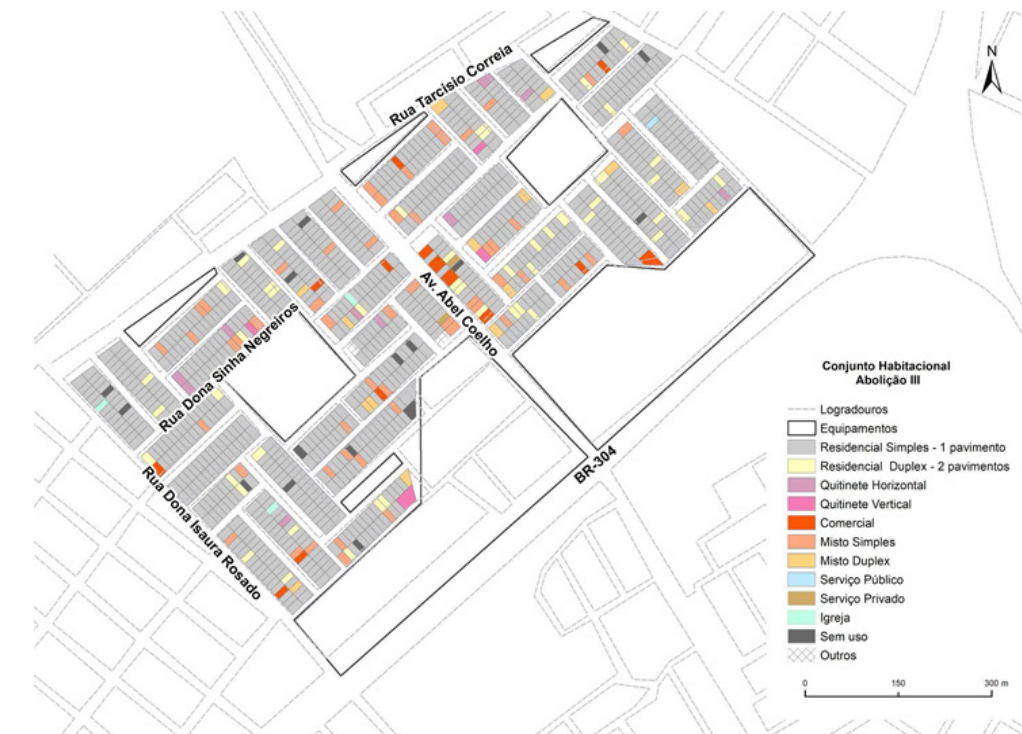 N
Rua Tarcisio Correia
Av. Abel Coelho
Rua Dona Sinha Negreiros
Rua Dona Isaura Rosado
BR-304
Conjunto Habitacional
Abolição III
Logradouros
Equipamentos
Residencial Simples - 1 pavimento
Residencial Duplex - 2 pavimentos
Quitinete Horizontal
Quitinete Vertical
Comercial
Misto Simples
Misto Duplex
Serviço Público
Serviço Privado
Igreja
Sem uso
Outros
0 150 300 m